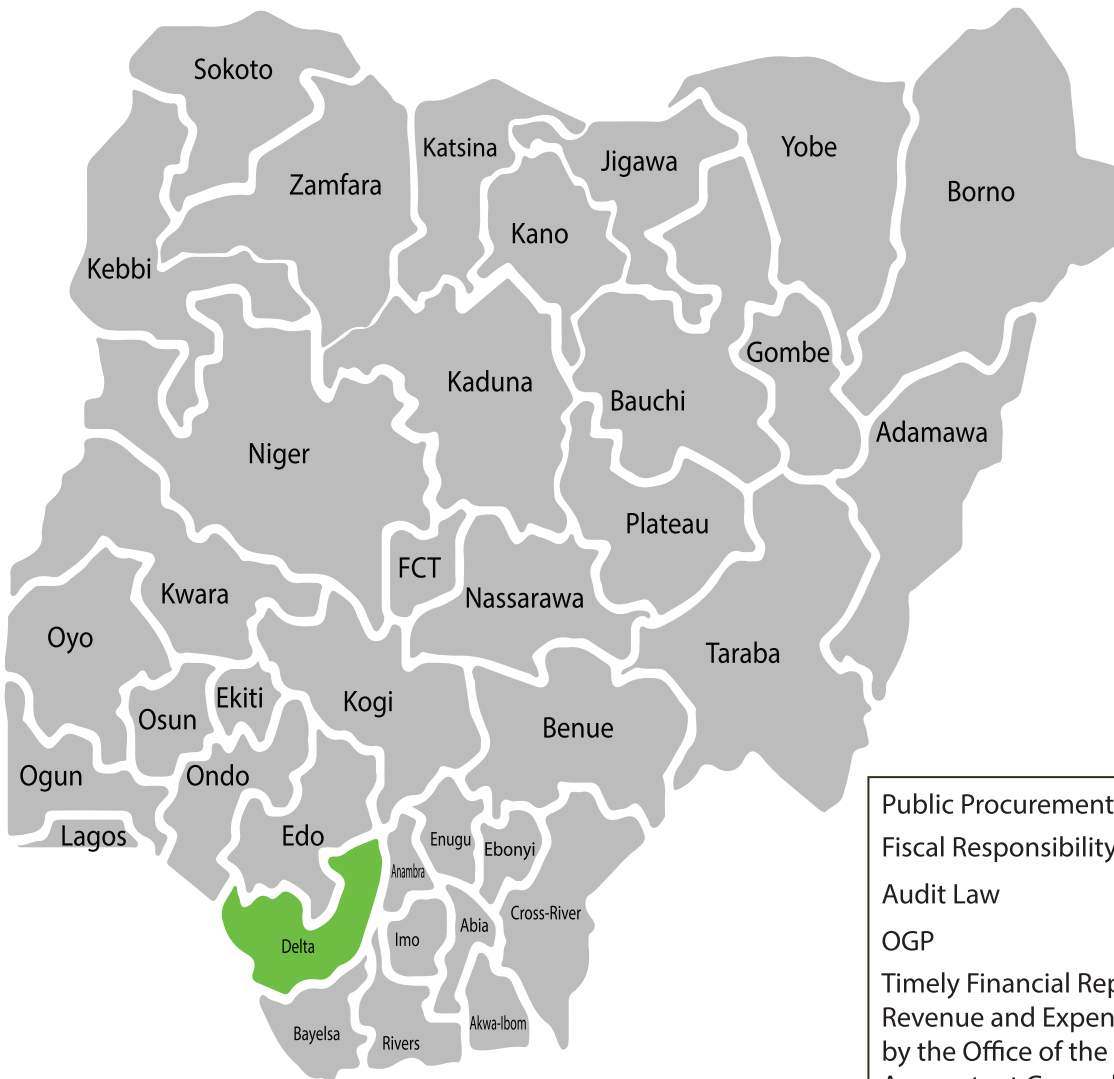 Sokoto
Katsina
Jigawa
Yobe
Zamfara
Borno
Kano
Kebbi
Gombe
Kaduna
Bauchi
Adamawa
Niger
Plateau
FCT
Kwara
Nassarawa
Oyo
Taraba
Ekiti
Kogi
Osun
Benue
Ogun
Ondo
Lagos
Edo
Enugu
Ebonyi
Anambra
Cross-River
Abia
Imo
Delta
Akwa-Ibom
Bayelsa
Rivers
Public Procurement
Fiscal Responsibility
Audit Law
OGP
Timely Financial Rep
Revenue and Expen
by the Office of the